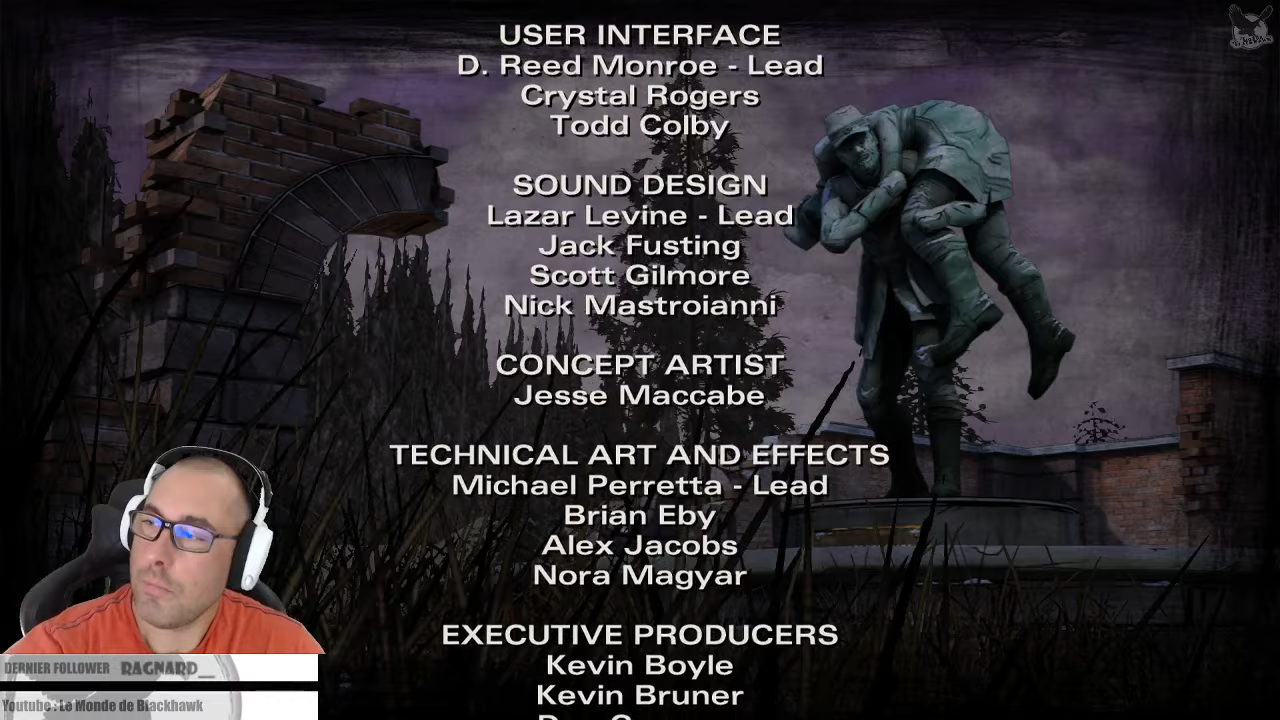 USER INTERFACE
D. Reed Monroe - Lead
Crystal Rogers
Todd Colby
SOUND DESIGN
Lazar Levine - Lead
Jack Fusting
Scott Gilmore
Nick Mastroianni
CONCEPT ARTIST
Jesse Maccabe
TECHNICAL ART AND EFFECTS
Michael Perretta - Lead
Brian Eby
Alex Jacobs
Nora Magyar
EXECUTIVE PRODUCERS
Kevin Boyle
Kevin Bruner
DERNIER FOLLOWER RAGNARD__
Youtube : Le Monde de Blackhawk